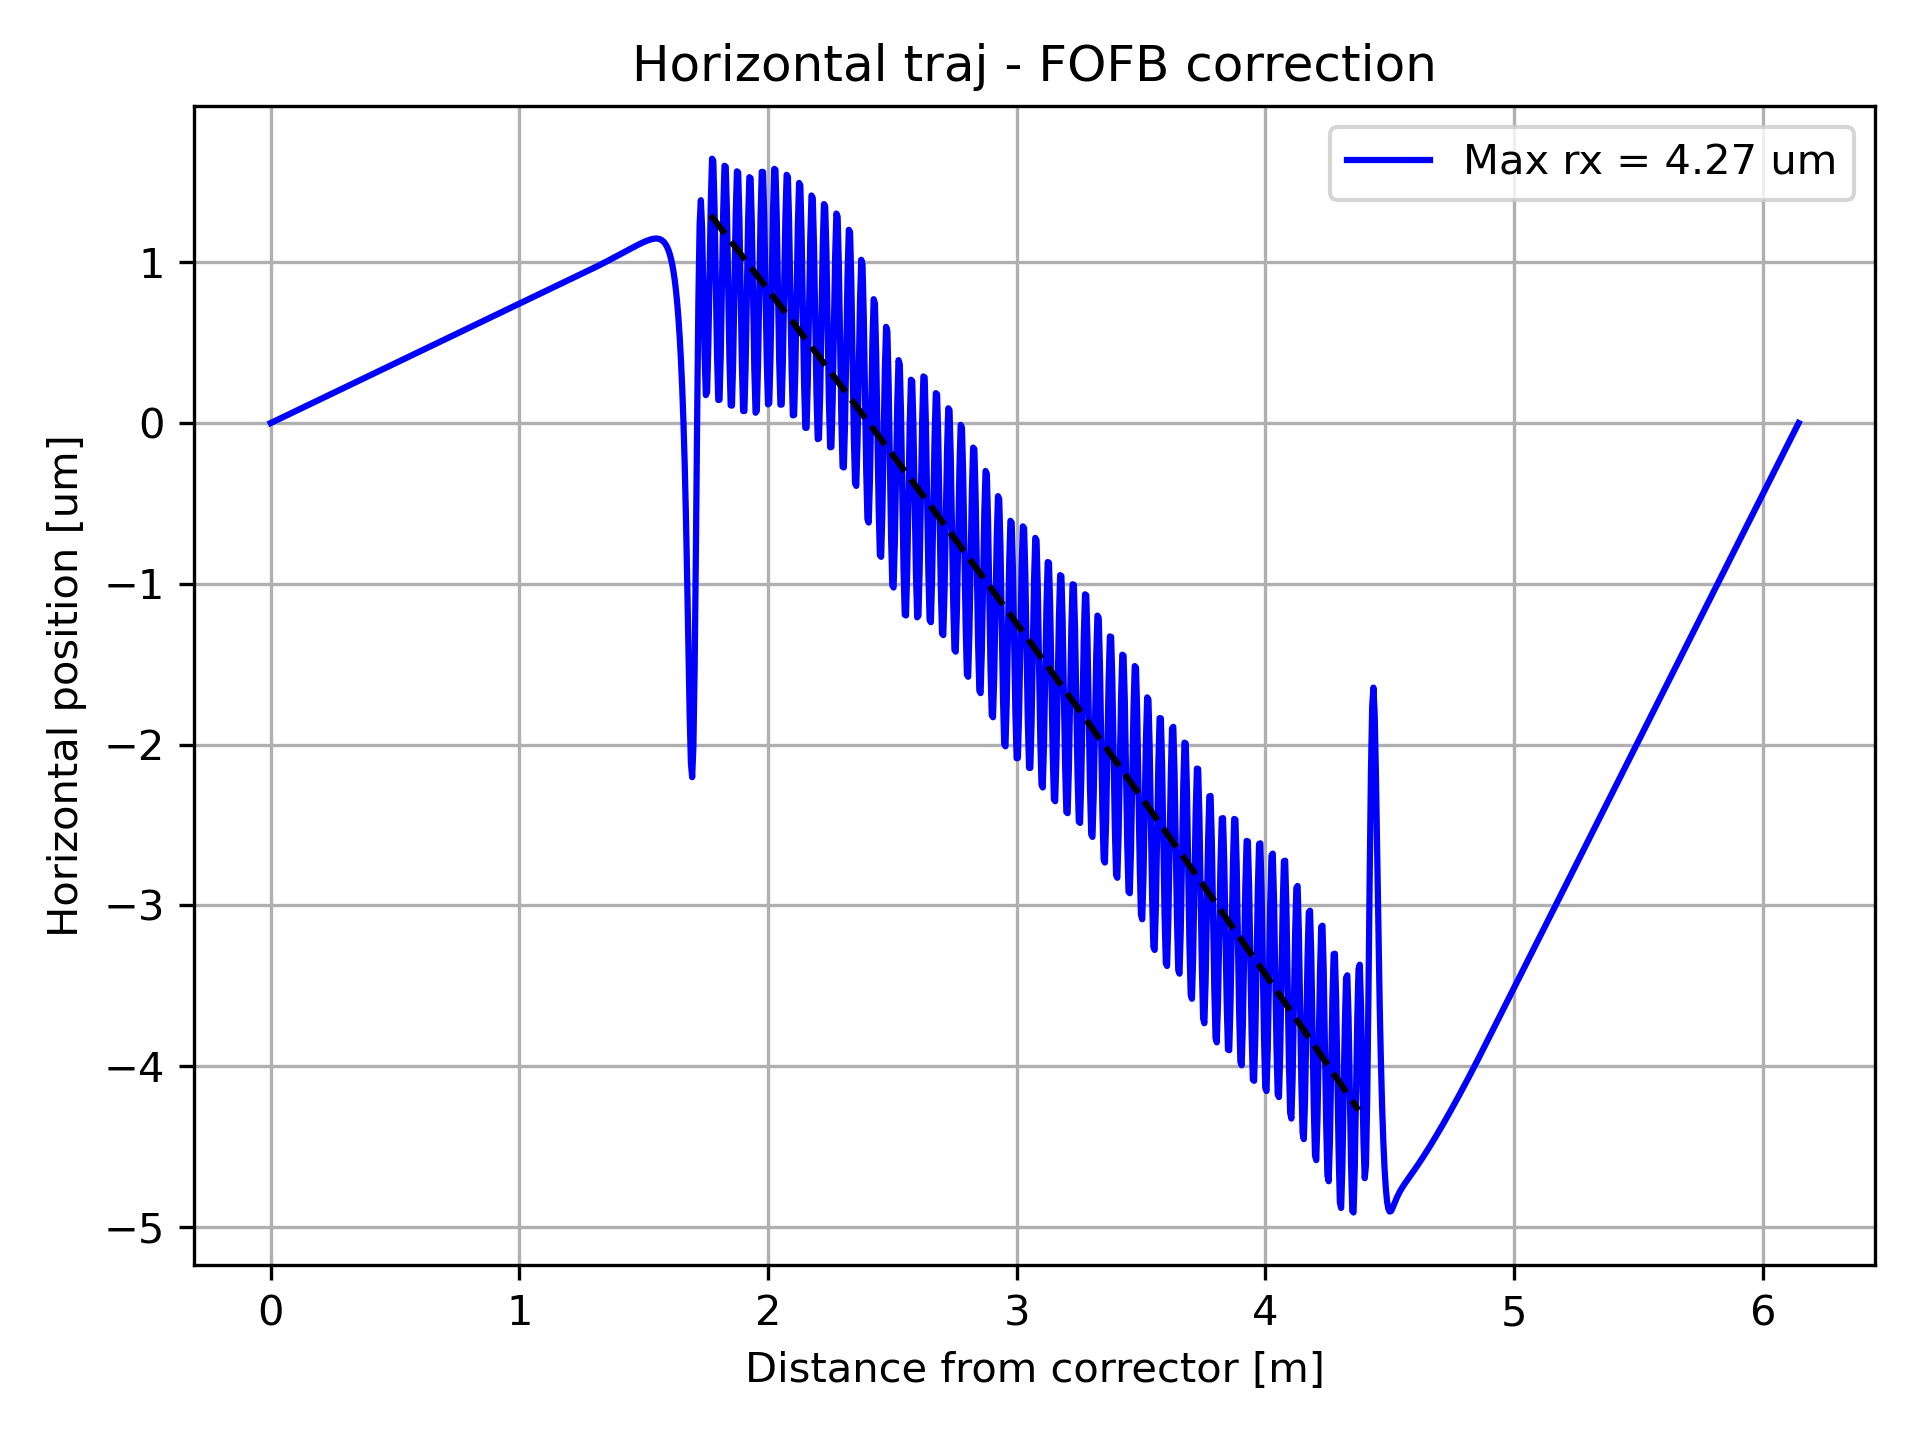 Horizontal traj - FOFB correction
Max rx = 4.27 um
Horizontal position [um]
1
0
−1
−2
−3
−4
−5
0 1 2 3 4 5 6
Distance from corrector [m]